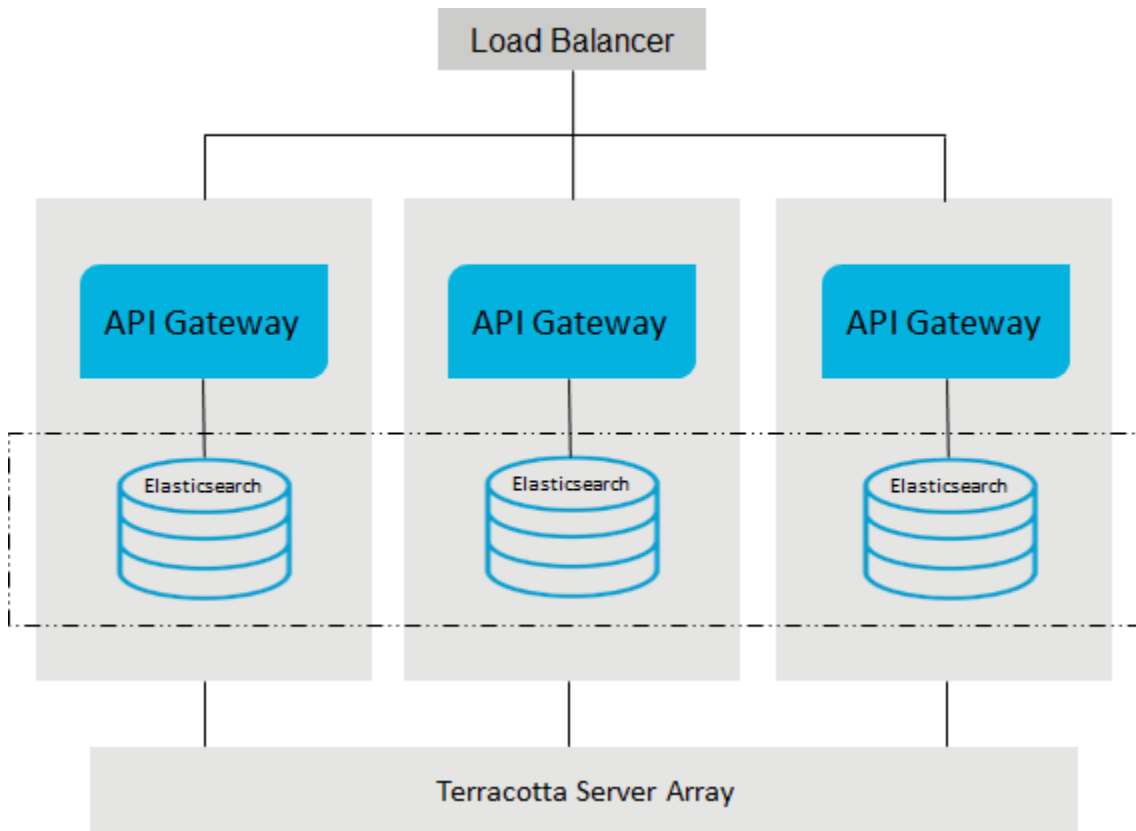 Load Balancer
API Gateway
API Gateway
API Gateway
Elasticsearch
Elasticsearch
Elasticsearch
Terracotta Server Array